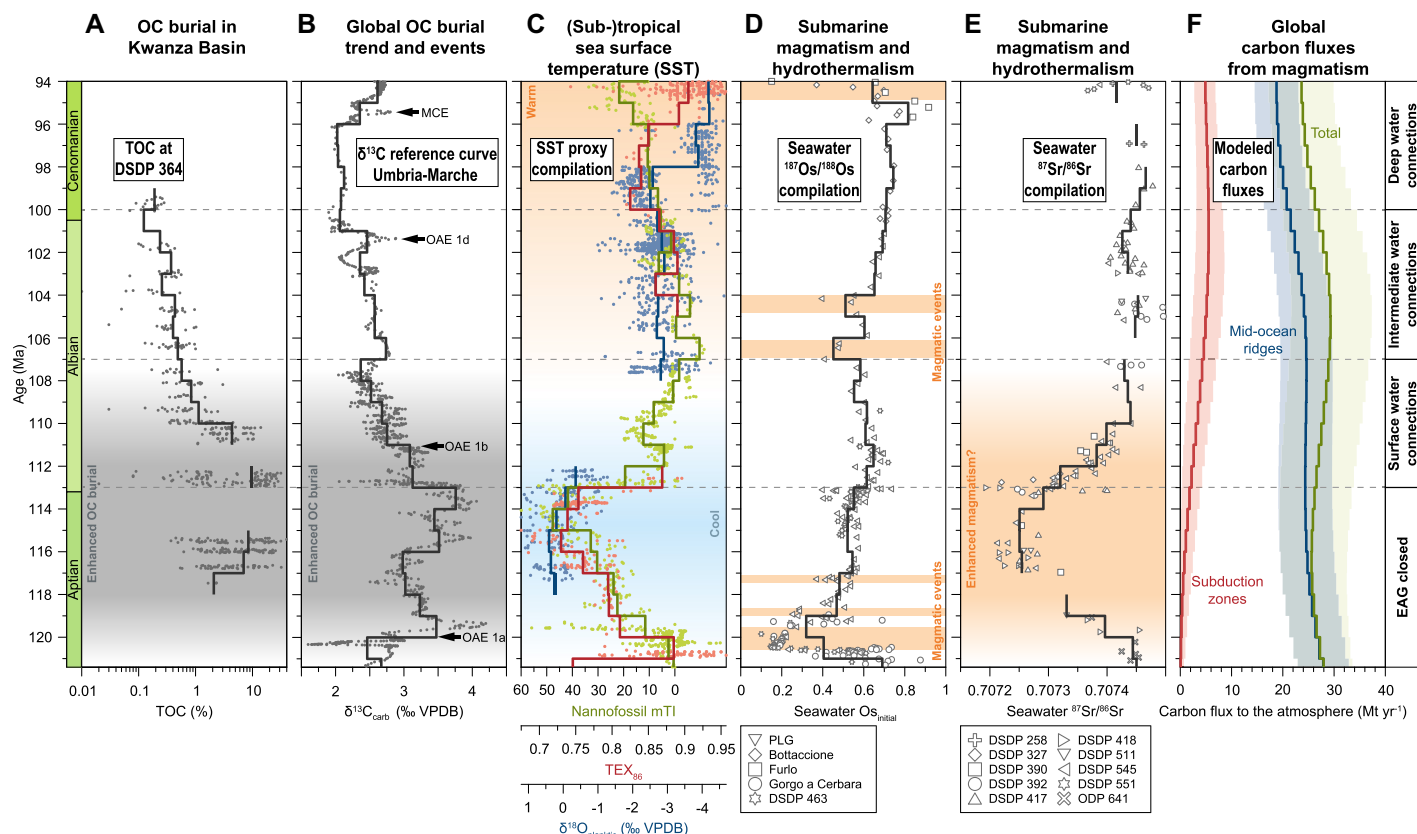 A
OC burial in
Kwanza Basin
B
Global OC burial
trend and events
C
(Sub-)tropical
sea surface
temperature (SST)
D
Submarine
magmatism and
hydrothermalism
E
Submarine
magmatism and
hydrothermalism
F
Global
carbon fluxes
from magmatism
Age (Ma)
94
96
98
100
102
104
106
108
110
112
114
116
118
120
Cenomanian
Albian
Aptian
TOC at
DSDP 364
Enhanced OC burial
0.01
0.1
1
10
TOC (%)
MCE
δ¹³C reference curve
Umbria-Marche
OAE 1d
OAE 1b
OAE 1a
Enhanced OC burial
2
3
4
5
δ¹³Ccarb (‰ VPDB)
Warm
SST proxy
compilation
Cool
60
50
40
30
20
10
0
Nannofossil mTI
0.7
0.75
0.8
0.85
0.9
0.95
TEX₈₆
1
0
-1
-2
-3
-4
δ¹⁸Oplanktic (‰ VPDB)
Seawater
¹⁸⁷Os/¹⁸⁸Os
compilation
Magmatic events
Magmatic events
0
0.2
0.4
0.6
0.8
1
Seawater Osinitial
PLG
Bottaccione
Furlo
Gorgo a Cerbara
DSDP 463
Seawater
⁸⁷Sr/⁸⁶Sr
compilation
Enhanced magmatism?
0.7072
0.7073
0.7074
Seawater ⁸⁷Sr/⁸⁶Sr
DSDP 258
DSDP 327
DSDP 390
DSDP 392
DSDP 417
DSDP 418
DSDP 511
DSDP 545
DSDP 551
ODP 641
Total
Modeled
carbon
fluxes
Mid-ocean
ridges
Subduction
zones
0
10
20
30
40
Carbon flux to the atmosphere (Mt yr⁻¹)
Deep water
connections
Intermediate water
connections
Surface water
connections
EAG closed